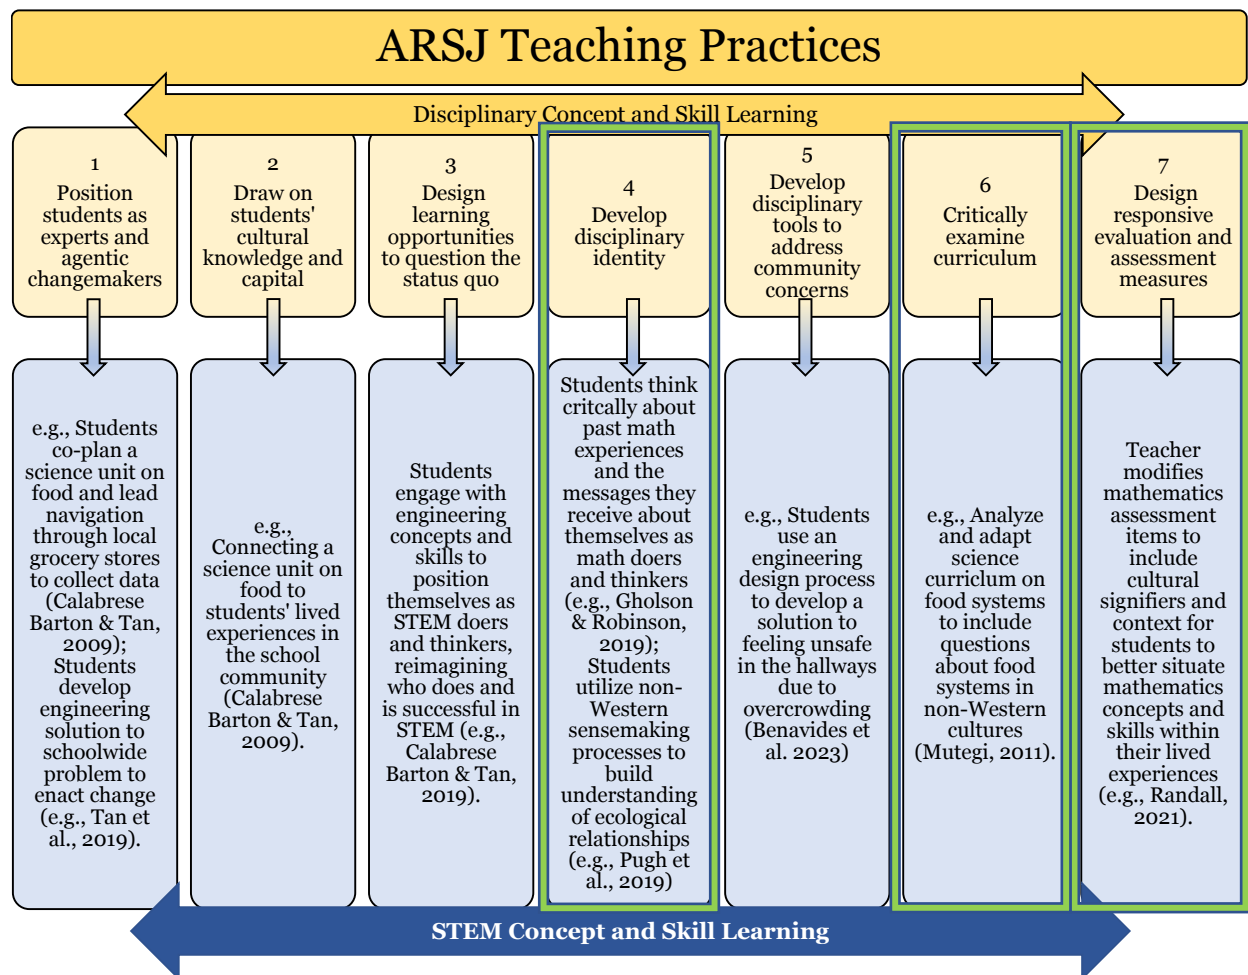 ARSJ Teaching Practices
Disciplinary Concept and Skill Learning
1
Position
students as
experts and
agentic
changemakers
2
Draw on
students'
cultural
knowledge and
capital
3
Design
learning
opportunities
to question the
status quo
4
Develop
disciplinary
identity
5
Develop
disciplinary
tools to
address
community
concerns
6
Critically
examine
curriculum
7
Design
responsive
evaluation and
assessment
measures
e.g., Students
co-plan a
science unit on
food and lead
navigation
through local
grocery stores
to collect data
(Calabrese
Barton & Tan,
2009);
Students
develop
engineering
solution to
schoolwide
problem to
enact change
(e.g., Tan et
al., 2019).
e.g.,
Connecting a
science unit on
food to
students' lived
experiences in
the school
community
(Calabrese
Barton & Tan,
2009).
Students
engage with
engineering
concepts and
skills to
position
themselves as
STEM doers
and thinkers,
reimagining
who does and
is successful in
STEM (e.g.,
Calabrese
Barton & Tan,
2019).
Students think
critcally about
past math
experiences
and the
messages they
receive about
themselves as
math doers
and thinkers
(e.g., Gholson
& Robinson,
2019);
Students
utilize non-
Western
sensemaking
processes to
build
understanding
of ecological
relationships
(e.g., Pugh et
al., 2019)
e.g., Students
use an
engineering
design process
to develop a
solution to
feeling unsafe
in the hallways
due to
overcrowding
(Benavides et
al. 2023)
e.g., Analyze
and adapt
science
curriclum on
food systems
to include
questions
about food
systems in
non-Western
cultures
(Mutegi, 2011).
Teacher
modifies
mathematics
assessment
items to
include
cultural
signifiers and
context for
students to
better situate
mathematics
concepts and
skills within
their lived
experiences
(e.g., Randall,
2021).
STEM Concept and Skill Learning